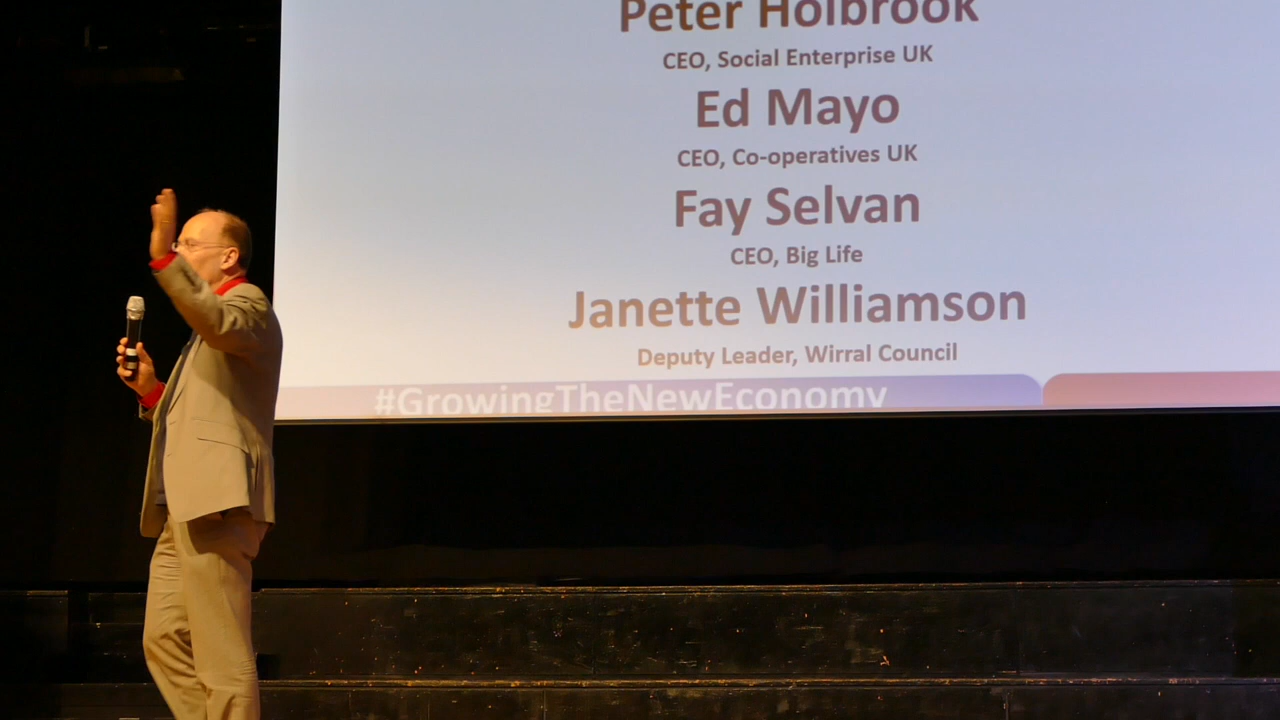 Peter Holbrook
CEO, Social Enterprise UK
Ed Mayo
CEO, Co-operatives UK
Fay Selvan
CEO, Big Life
Janette Williamson
Deputy Leader, Wirral Council
#GrowingTheNewEconomy